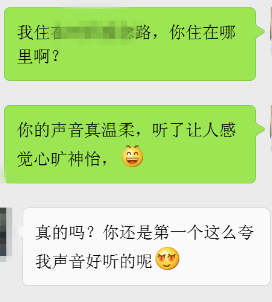 我住在路，你住在哪
里啊？
你的声音真温柔，听了让人感
觉心旷神怡，
真的吗？你还是第一个这么夸
我声音好听的呢